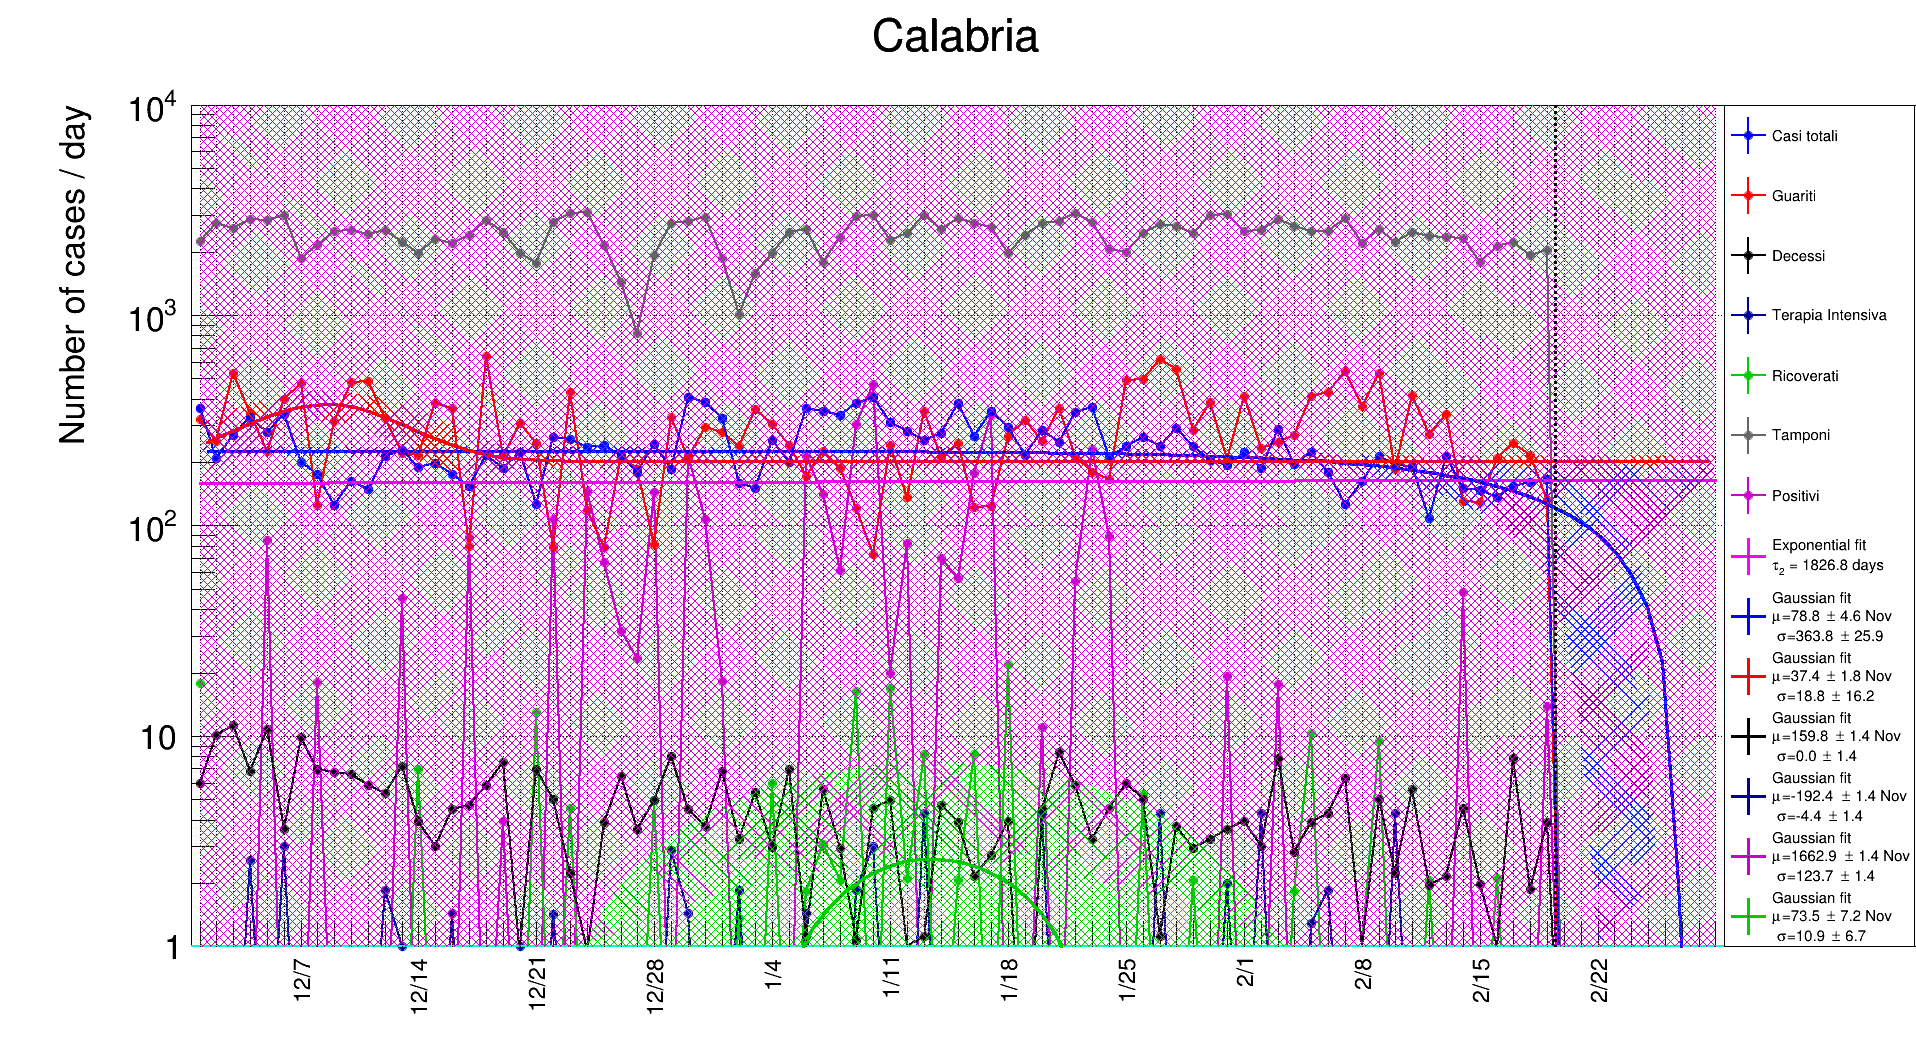 Calabria
Number of cases / day
10^4
10^3
10^2
10
1
12/7
12/14
12/21
12/28
1/4
1/11
1/18
1/25
2/1
2/8
2/15
2/22
Casi totali
Guariti
Decessi
Terapia Intensiva
Ricoverati
Tamponi
Positivi
Exponential fit
τ₂ = 1826.8 days
Gaussian fit
μ=78.8 ± 4.6 Nov
σ=363.8 ± 25.9
Gaussian fit
μ=37.4 ± 1.8 Nov
σ=18.8 ± 16.2
Gaussian fit
μ=159.8 ± 1.4 Nov
σ=0.0 ± 1.4
Gaussian fit
μ=-192.4 ± 1.4 Nov
σ=-4.4 ± 1.4
Gaussian fit
μ=1662.9 ± 1.4 Nov
σ=123.7 ± 1.4
Gaussian fit
μ=73.5 ± 7.2 Nov
σ=10.9 ± 6.7